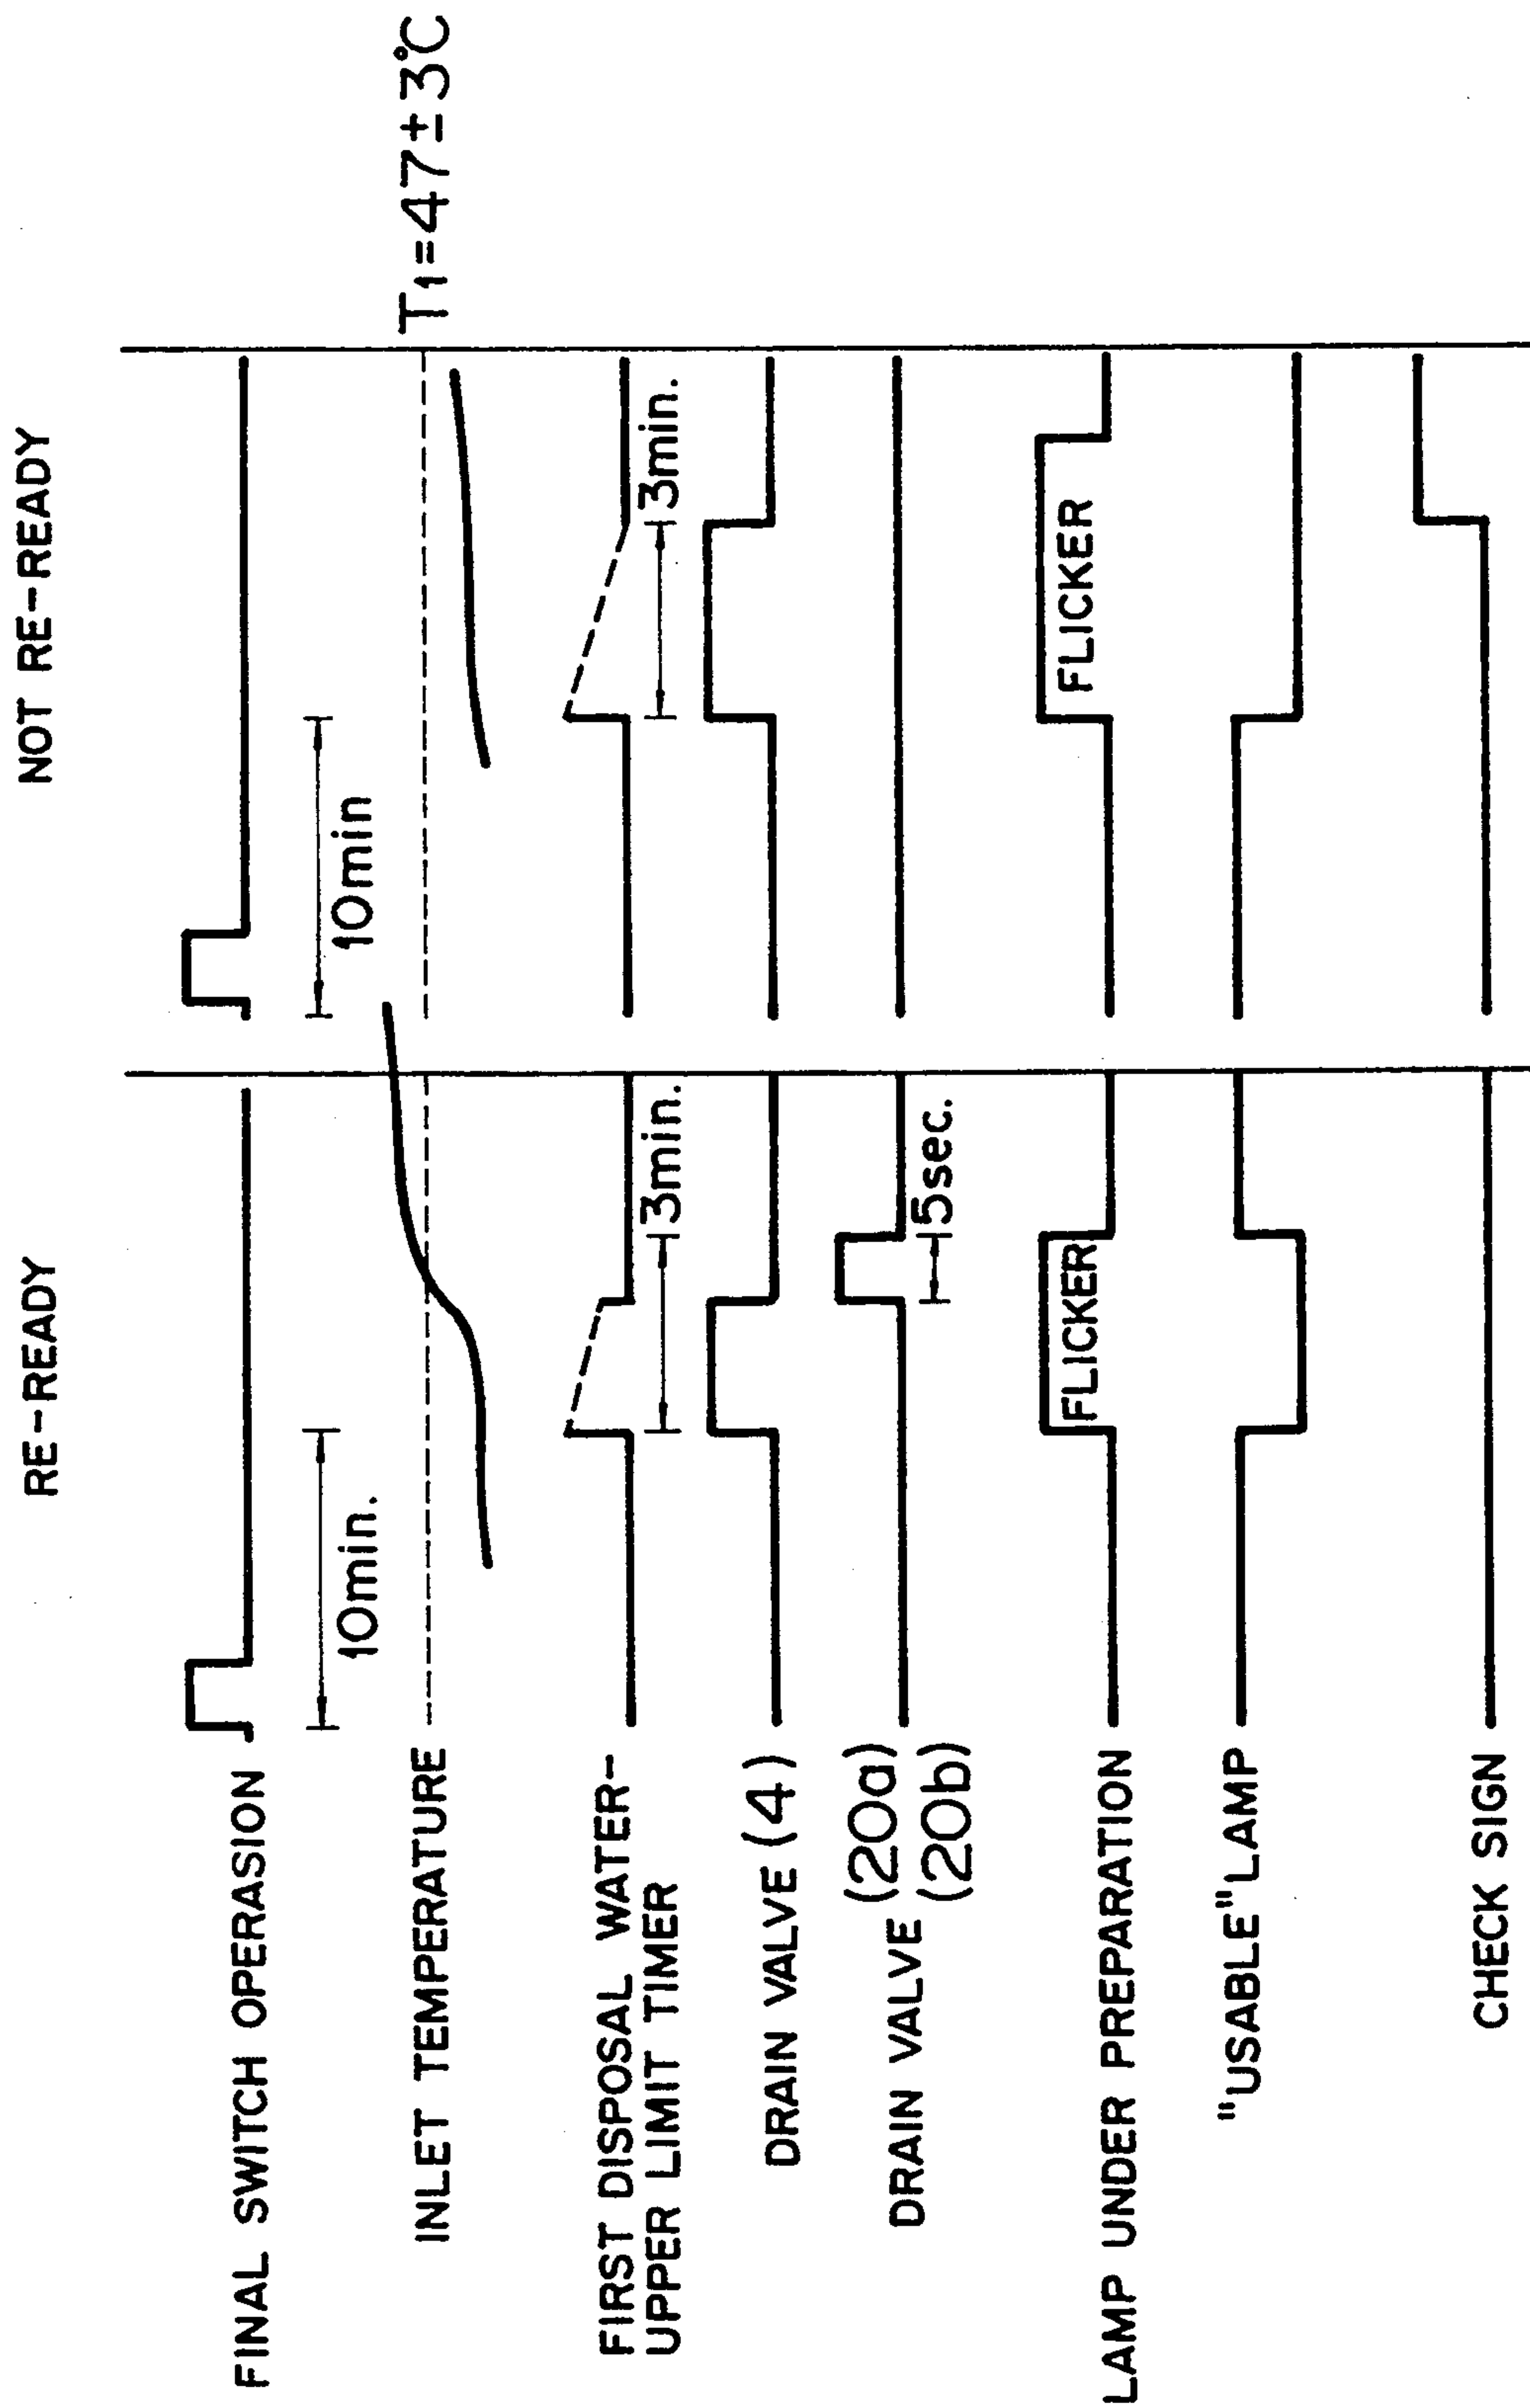 RE-READY
NOT RE-READY
FINAL SWITCH OPERASION
10min.
10min
INLET TEMPERATURE
T1=47±3°C
FIRST DISPOSAL WATER-
UPPER LIMIT TIMER
3min.
3min.
DRAIN VALVE (4)
DRAIN VALVE (20a)
(20b)
5sec.
LAMP UNDER PREPARATION
FLICKER
FLICKER
"USABLE" LAMP
CHECK SIGN